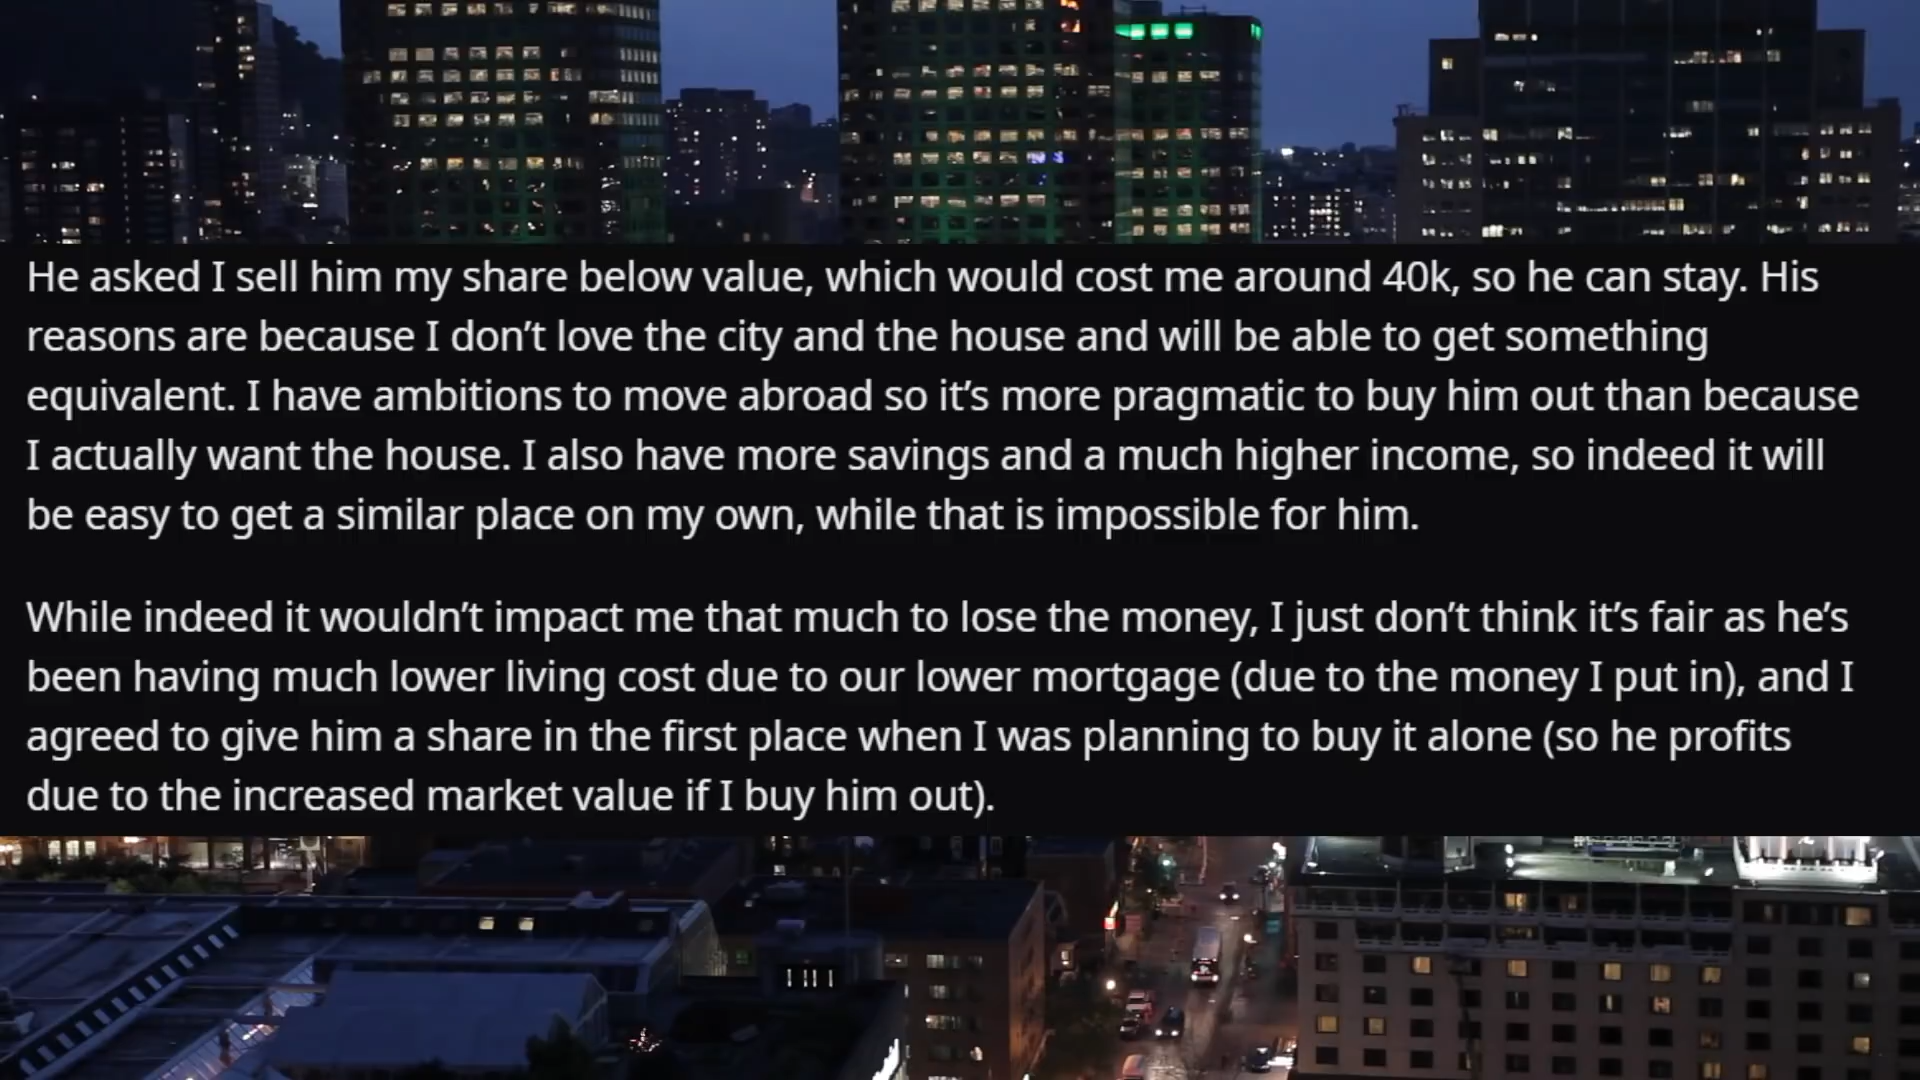 He asked I sell him my share below value, which would cost me around 40k, so he can stay. His
reasons are because I don’t love the city and the house and will be able to get something
equivalent. I have ambitions to move abroad so it’s more pragmatic to buy him out than because
I actually want the house. I also have more savings and a much higher income, so indeed it will
be easy to get a similar place on my own, while that is impossible for him.
While indeed it wouldn’t impact me that much to lose the money, I just don’t think it’s fair as he’s
been having much lower living cost due to our lower mortgage (due to the money I put in), and I
agreed to give him a share in the first place when I was planning to buy it alone (so he profits
due to the increased market value if I buy him out).